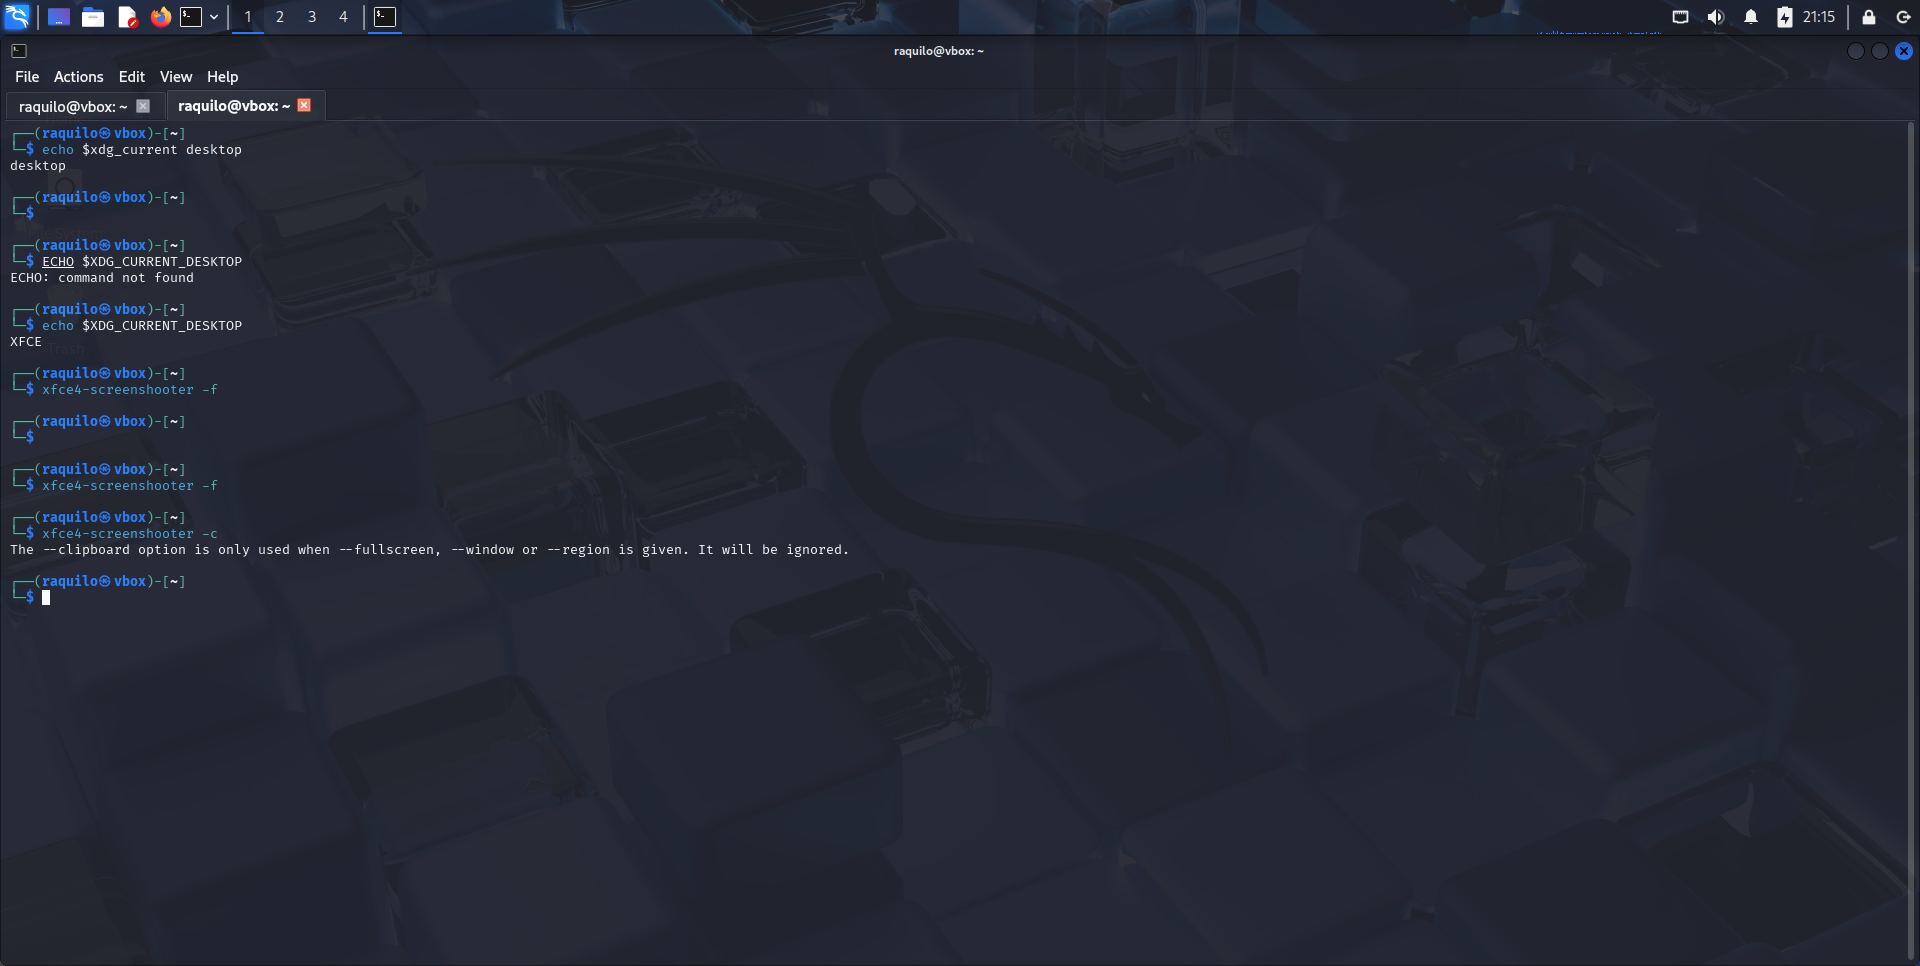 1 2 3 4 21:15
raquilo@vbox: ~
File Actions Edit View Help
raquilo@vbox: ~ raquilo@vbox: ~
┌──(raquilo㉿vbox)-[~]
└─$ echo $xdg_current desktop
desktop
┌──(raquilo㉿vbox)-[~]
└─$
┌──(raquilo㉿vbox)-[~]
└─$ ECHO $XDG_CURRENT_DESKTOP
ECHO: command not found
┌──(raquilo㉿vbox)-[~]
└─$ echo $XDG_CURRENT_DESKTOP
XFCE
Trash
┌──(raquilo㉿vbox)-[~]
└─$ xfce4-screenshooter -f
┌──(raquilo㉿vbox)-[~]
└─$
┌──(raquilo㉿vbox)-[~]
└─$ xfce4-screenshooter -f
┌──(raquilo㉿vbox)-[~]
└─$ xfce4-screenshooter -c
The --clipboard option is only used when --fullscreen, --window or --region is given. It will be ignored.
┌──(raquilo㉿vbox)-[~]
└─$